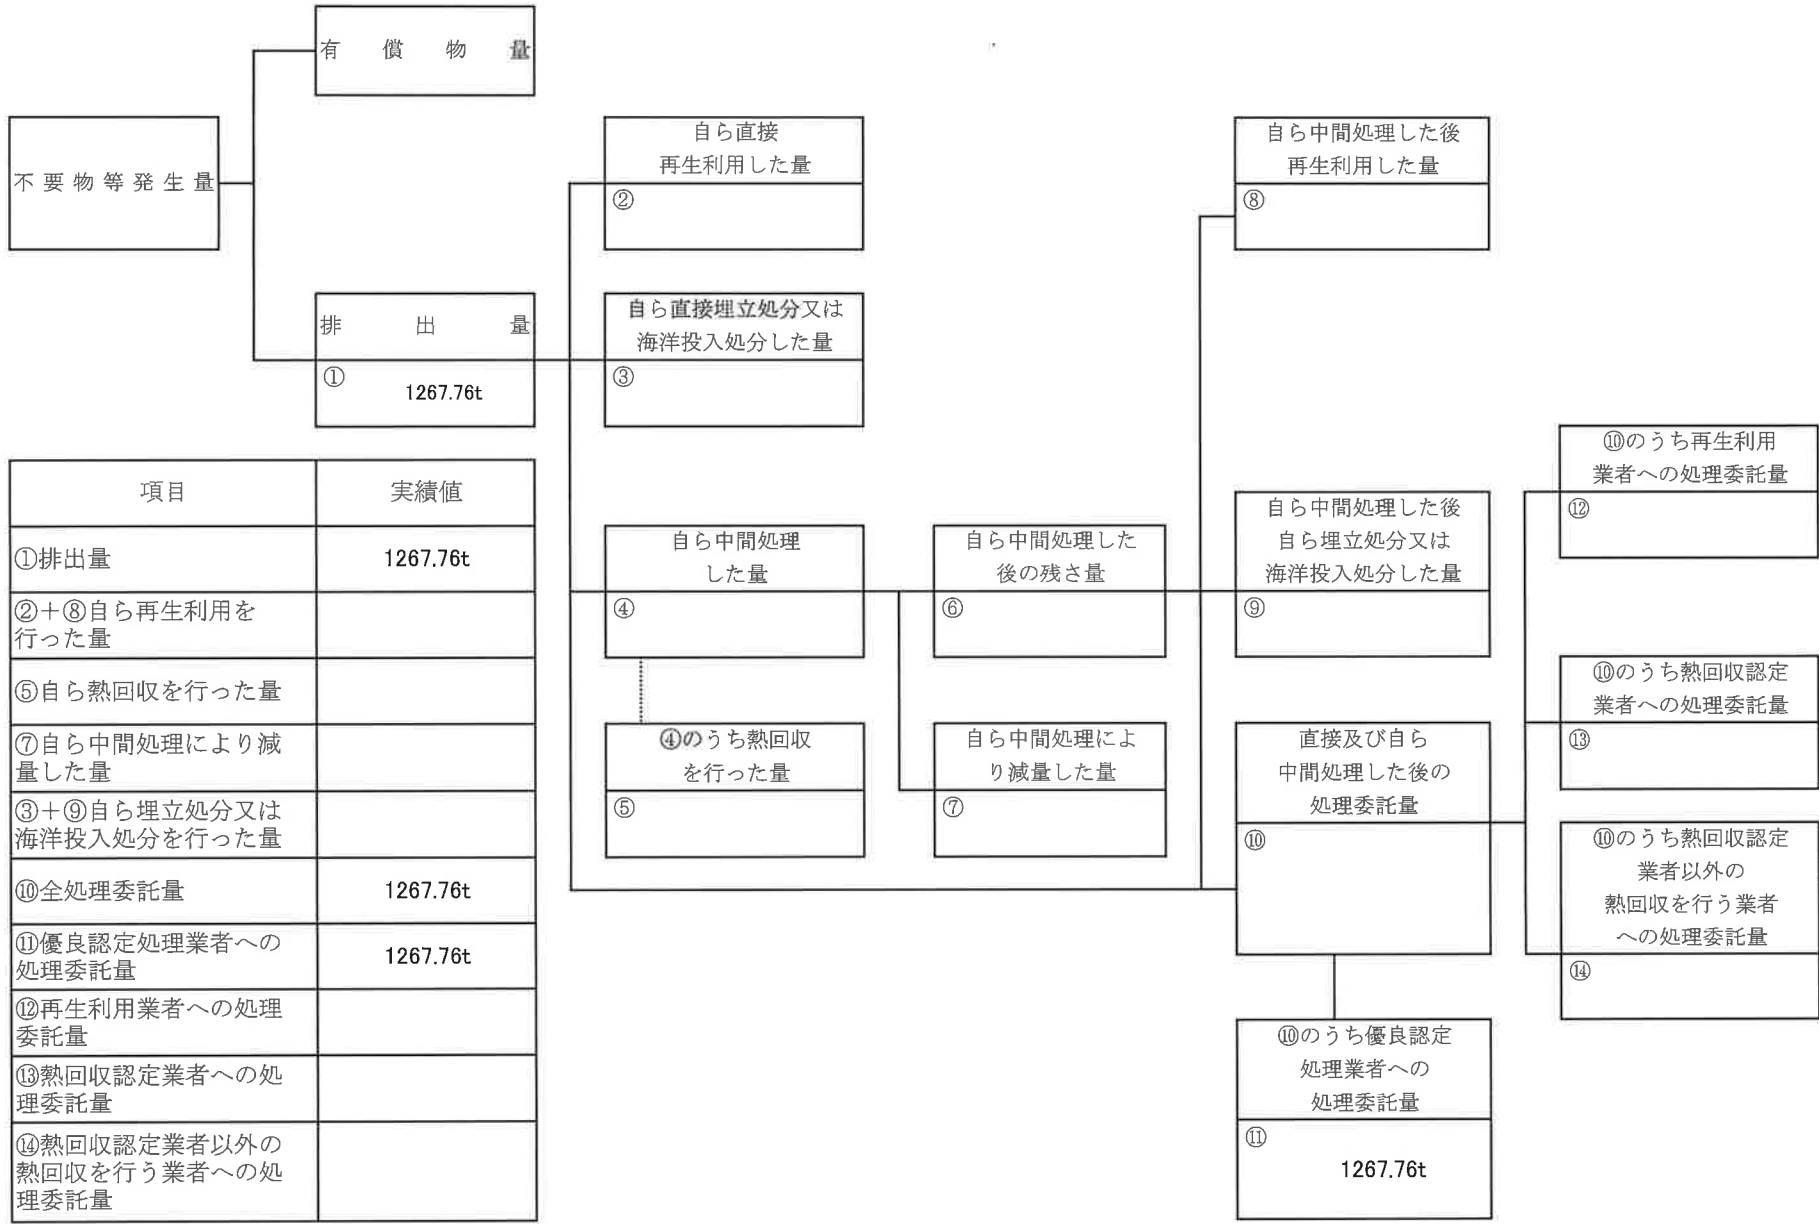 有償物量
不要物等発生量
排出量
①
1267.76t
自ら直接
再生利用した量
②
自ら直接埋立処分又は
海洋投入処分した量
③
自ら中間処理
した量
④
④のうち熱回収
を行った量
⑤
自ら中間処理した
後の残さ量
⑥
自ら中間処理によ
り減量した量
⑦
自ら中間処理した後
再生利用した量
⑧
自ら中間処理した後
自ら埋立処分又は
海洋投入処分した量
⑨
直接及び自ら
中間処理した後の
処理委託量
⑩
⑩のうち優良認定
処理業者への
処理委託量
⑪
1267.76t
⑩のうち再生利用
業者への処理委託量
⑫
⑩のうち熱回収認定
業者への処理委託量
⑬
⑩のうち熱回収認定
業者以外の
熱回収を行う業者
への処理委託量
⑭
項目 実績値
①排出量 1267.76t
②＋⑧自ら再生利用を
行った量
⑤自ら熱回収を行った量
⑦自ら中間処理により減
量した量
③＋⑨自ら埋立処分又は
海洋投入処分を行った量
⑩全処理委託量 1267.76t
⑪優良認定処理業者への
処理委託量 1267.76t
⑫再生利用業者への処理
委託量
⑬熱回収認定業者への処
理委託量
⑭熱回収認定業者以外の
熱回収を行う業者への処
理委託量